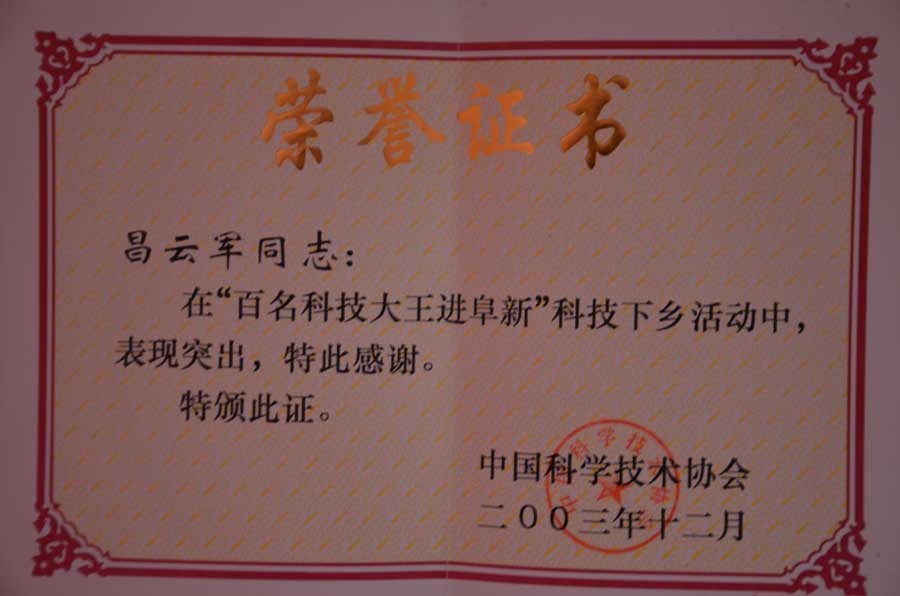 荣誉证书
昌云军同志：
在“百名科技大王进阜新”科技下乡活动中，
表现突出，特此感谢。
特颁此证。
中国科学技术协会
二〇〇三年十二月